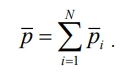 p̅ = ∑_{i=1}^{N} p̅_i .